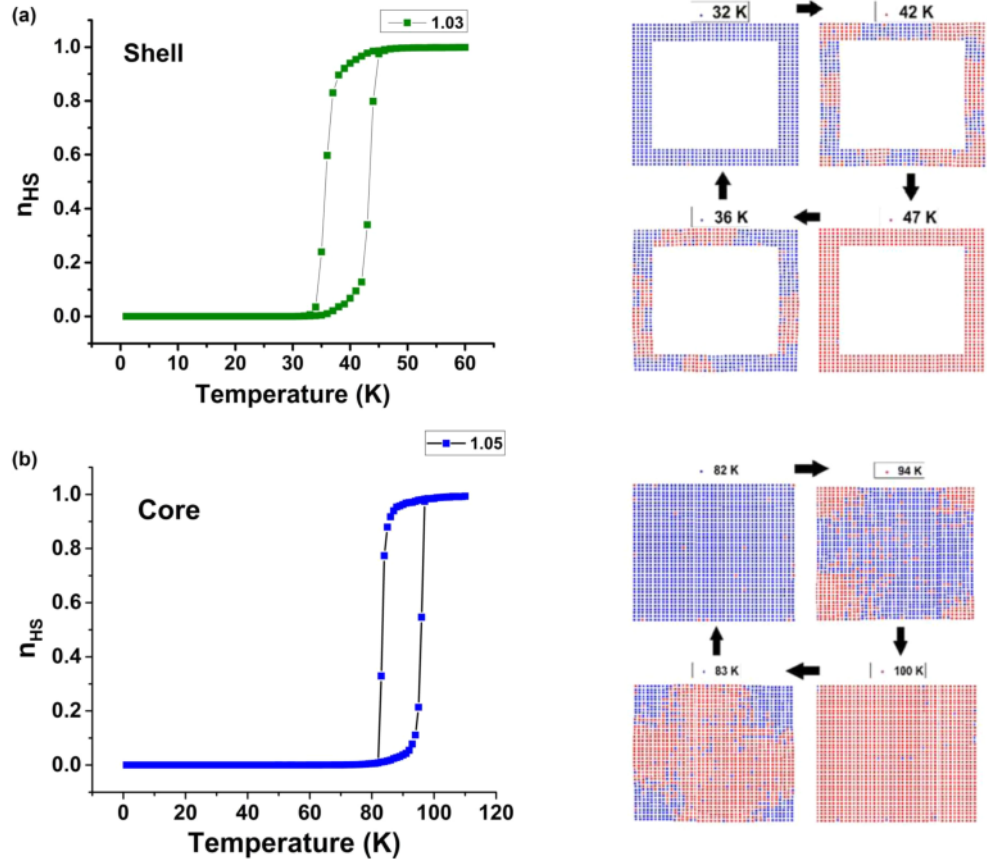 (a)
1.03
Shell
1.0
0.8
0.6
0.4
0.2
0.0
n_HS
0 10 20 30 40 50 60
Temperature (K)
32 K
42 K
36 K
47 K
(b)
1.05
Core
1.0
0.8
0.6
0.4
0.2
0.0
n_HS
0 20 40 60 80 100 120
Temperature (K)
82 K
94 K
83 K
100 K